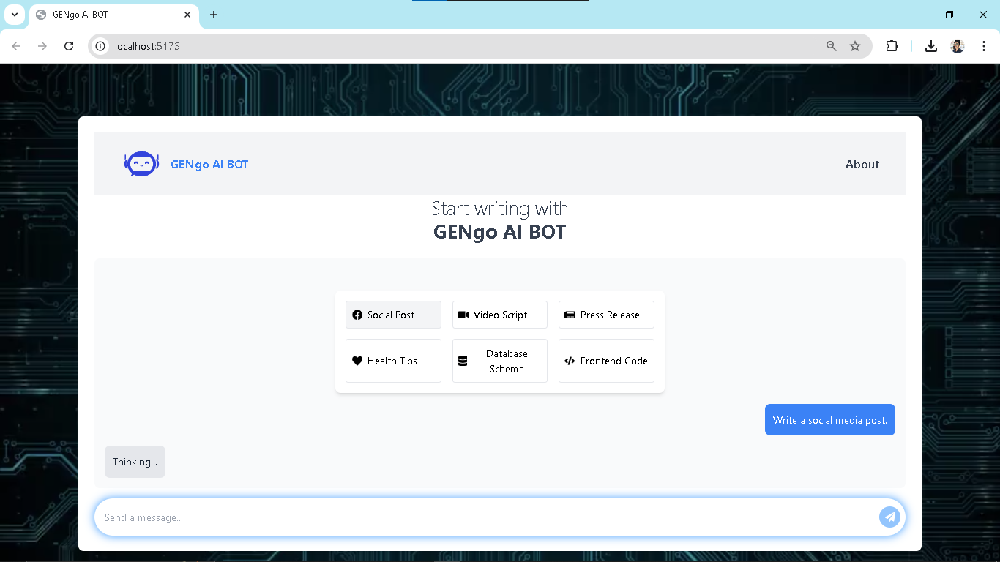 GENgo Ai BOT
localhost:5173
GENgo AI BOT
About
Start writing with
GENgo AI BOT
Social Post
Video Script
Press Release
Health Tips
Database
Schema
Frontend Code
Write a social media post.
Thinking ..
Send a message...